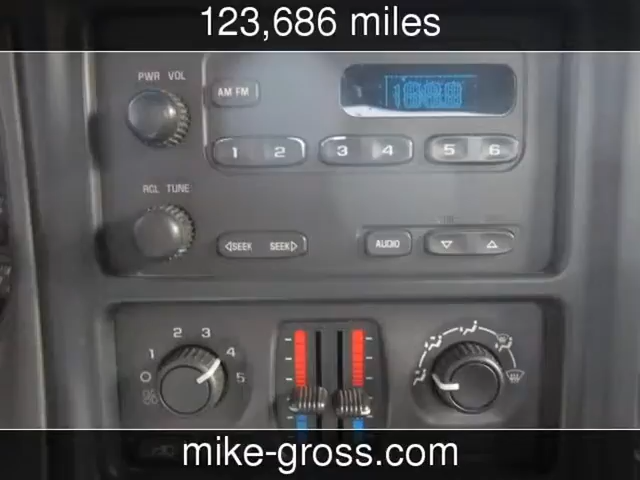 123,686 miles
PWR VOL
AM FM
1 2 3 4 5 6
RCL TUNE
◁SEEK SEEK▷
AUDIO
▽ △
0 1 2 3 4 5
mike-gross.com